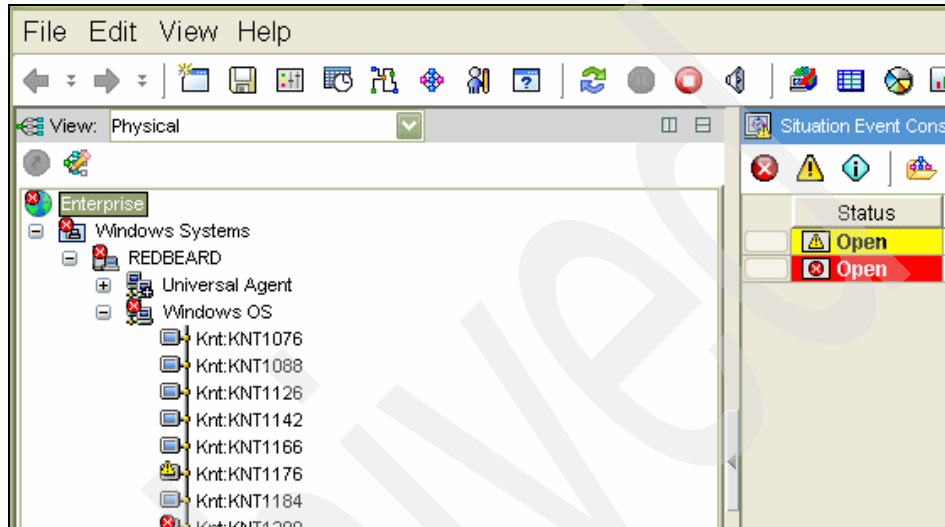 File Edit View Help
View: Physical
Situation Event Cons
Enterprise
Windows Systems
REDBEARD
Universal Agent
Windows OS
Knt:KNT1076
Knt:KNT1088
Knt:KNT1126
Knt:KNT1142
Knt:KNT1166
Knt:KNT1176
Knt:KNT1184
Status
Open
Open